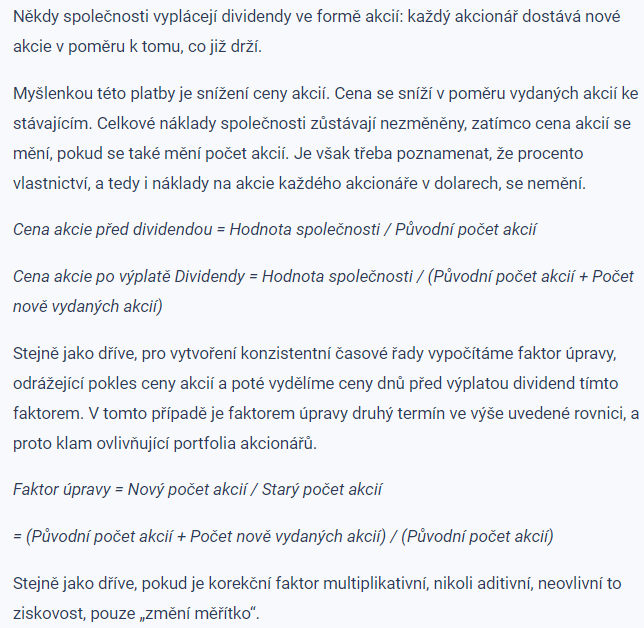 Někdy společnosti vyplácejí dividendy ve formě akcií: každý akcionář dostává nové
akcie v poměru k tomu, co již drží.
Myšlenkou této platby je snížení ceny akcií. Cena se sníží v poměru vydaných akcií ke
stávajícím. Celkové náklady společnosti zůstávají nezměněny, zatímco cena akcií se
mění, pokud se také mění počet akcií. Je však třeba poznamenat, že procento
vlastnictví, a tedy i náklady na akcie každého akcionáře v dolarech, se nemění.
Cena akcie před dividendou = Hodnota společnosti / Původní počet akcií
Cena akcie po výplatě Dividendy = Hodnota společnosti / (Původní počet akcií + Počet
nově vydaných akcií)
Stejně jako dříve, pro vytvoření konzistentní časové řady vypočítáme faktor úpravy,
odrážející pokles ceny akcií a poté vydělíme ceny dnů před výplatou dividend tímto
faktorem. V tomto případě je faktorem úpravy druhý termín ve výše uvedené rovnici, a
proto klam ovlivňující portfolia akcionářů.
Faktor úpravy = Nový počet akcií / Starý počet akcií
= (Původní počet akcií + Počet nově vydaných akcií) / (Původní počet akcií)
Stejně jako dříve, pokud je korekční faktor multiplikativní, nikoli aditivní, neovlivní to
ziskovost, pouze „změní měřítko“.